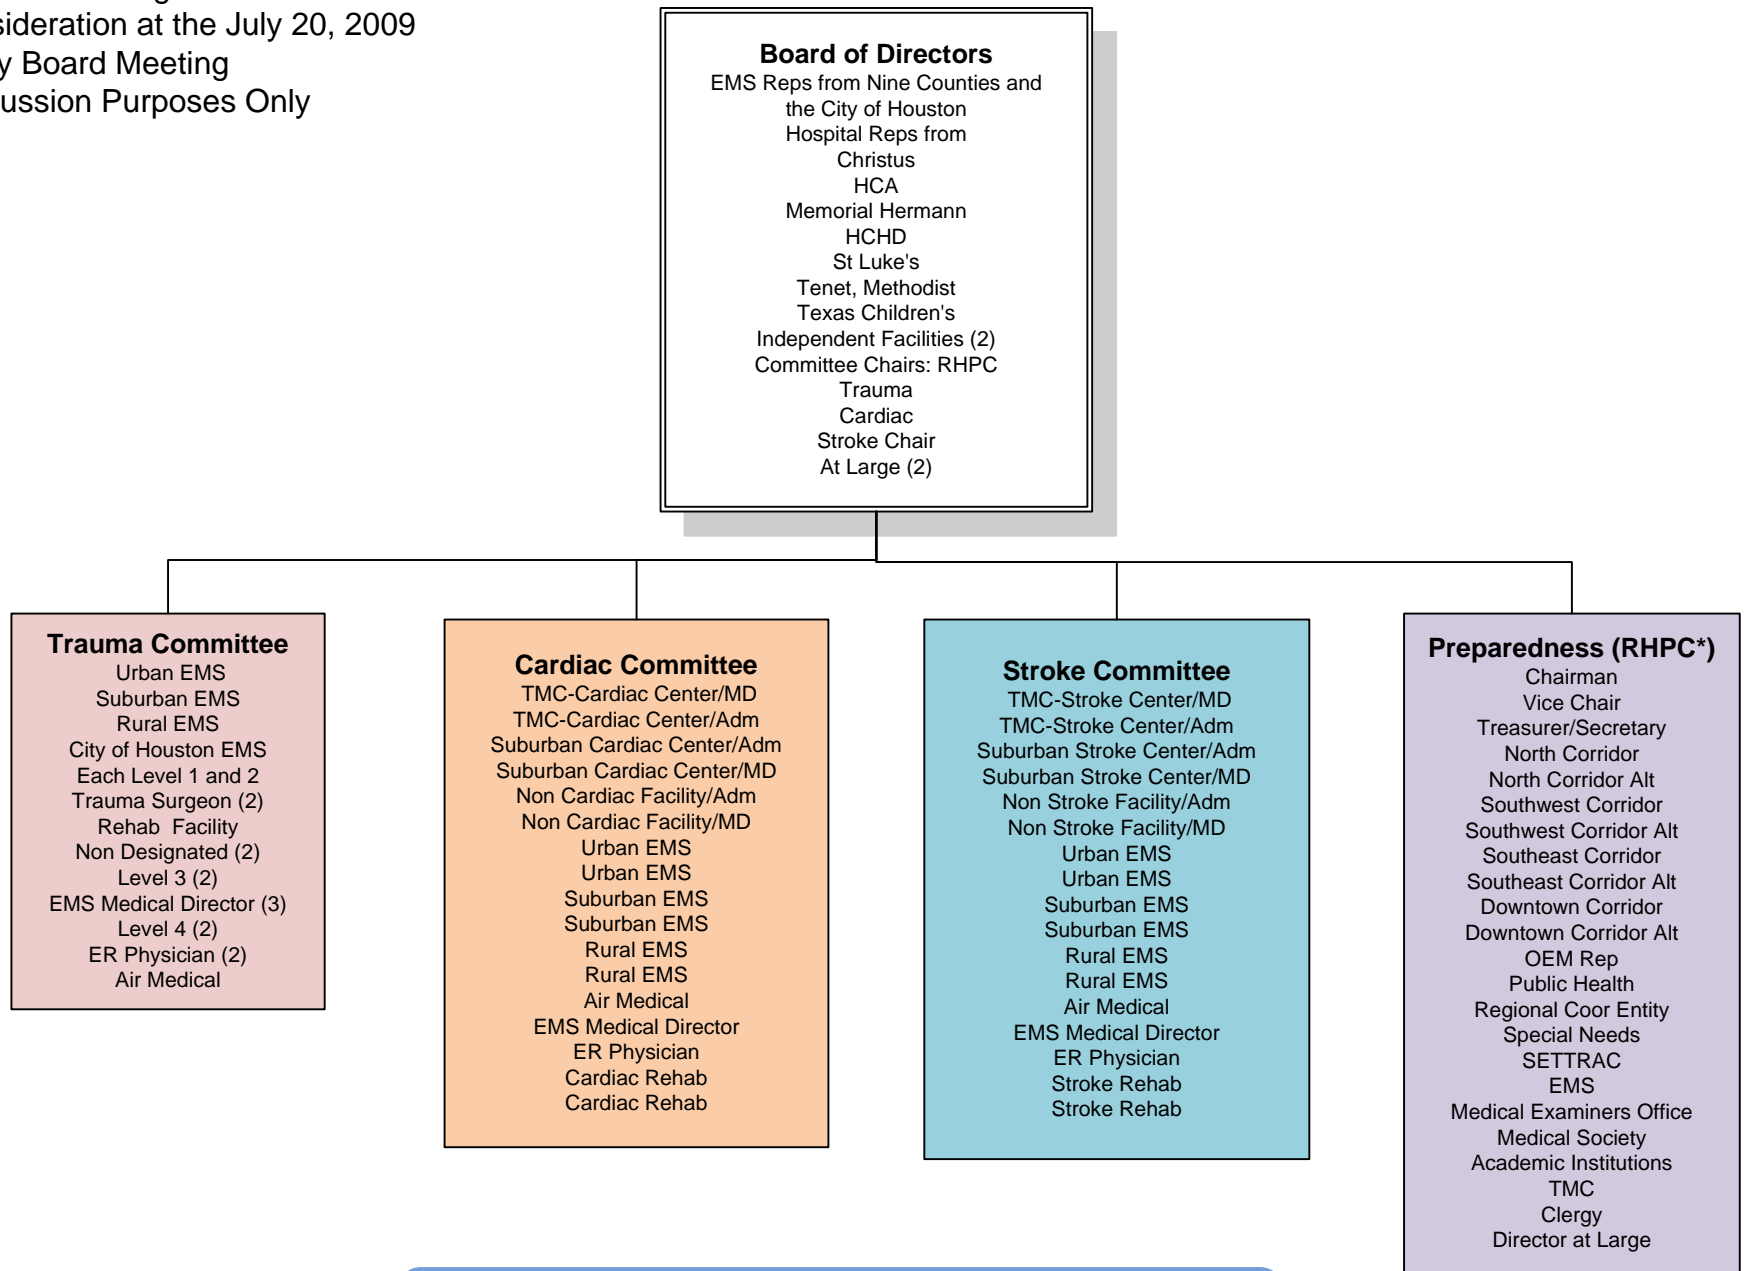 sideration at the July 20, 2009
y Board Meeting
ussion Purposes Only
Board of Directors
EMS Reps from Nine Counties and
the City of Houston
Hospital Reps from
Christus
HCA
Memorial Hermann
HCHD
St Luke's
Tenet, Methodist
Texas Children's
Independent Facilities (2)
Committee Chairs: RHPC
Trauma
Cardiac
Stroke Chair
At Large (2)
Trauma Committee
Urban EMS
Suburban EMS
Rural EMS
City of Houston EMS
Each Level 1 and 2
Trauma Surgeon (2)
Rehab  Facility
Non Designated (2)
Level 3 (2)
EMS Medical Director (3)
Level 4 (2)
ER Physician (2)
Air Medical
Cardiac Committee
TMC-Cardiac Center/MD
TMC-Cardiac Center/Adm
Suburban Cardiac Center/Adm
Suburban Cardiac Center/MD
Non Cardiac Facility/Adm
Non Cardiac Facility/MD
Urban EMS
Urban EMS
Suburban EMS
Suburban EMS
Rural EMS
Rural EMS
Air Medical
EMS Medical Director
ER Physician
Cardiac Rehab
Cardiac Rehab
Stroke Committee
TMC-Stroke Center/MD
TMC-Stroke Center/Adm
Suburban Stroke Center/Adm
Suburban Stroke Center/MD
Non Stroke Facility/Adm
Non Stroke Facility/MD
Urban EMS
Urban EMS
Suburban EMS
Suburban EMS
Rural EMS
Rural EMS
Air Medical
EMS Medical Director
ER Physician
Stroke Rehab
Stroke Rehab
Preparedness (RHPC*)
Chairman
Vice Chair
Treasurer/Secretary
North Corridor
North Corridor Alt
Southwest Corridor
Southwest Corridor Alt
Southeast Corridor
Southeast Corridor Alt
Downtown Corridor
Downtown Corridor Alt
OEM Rep
Public Health
Regional Coor Entity
Special Needs
SETTRAC
EMS
Medical Examiners Office
Medical Society
Academic Institutions
TMC
Clergy
Director at Large